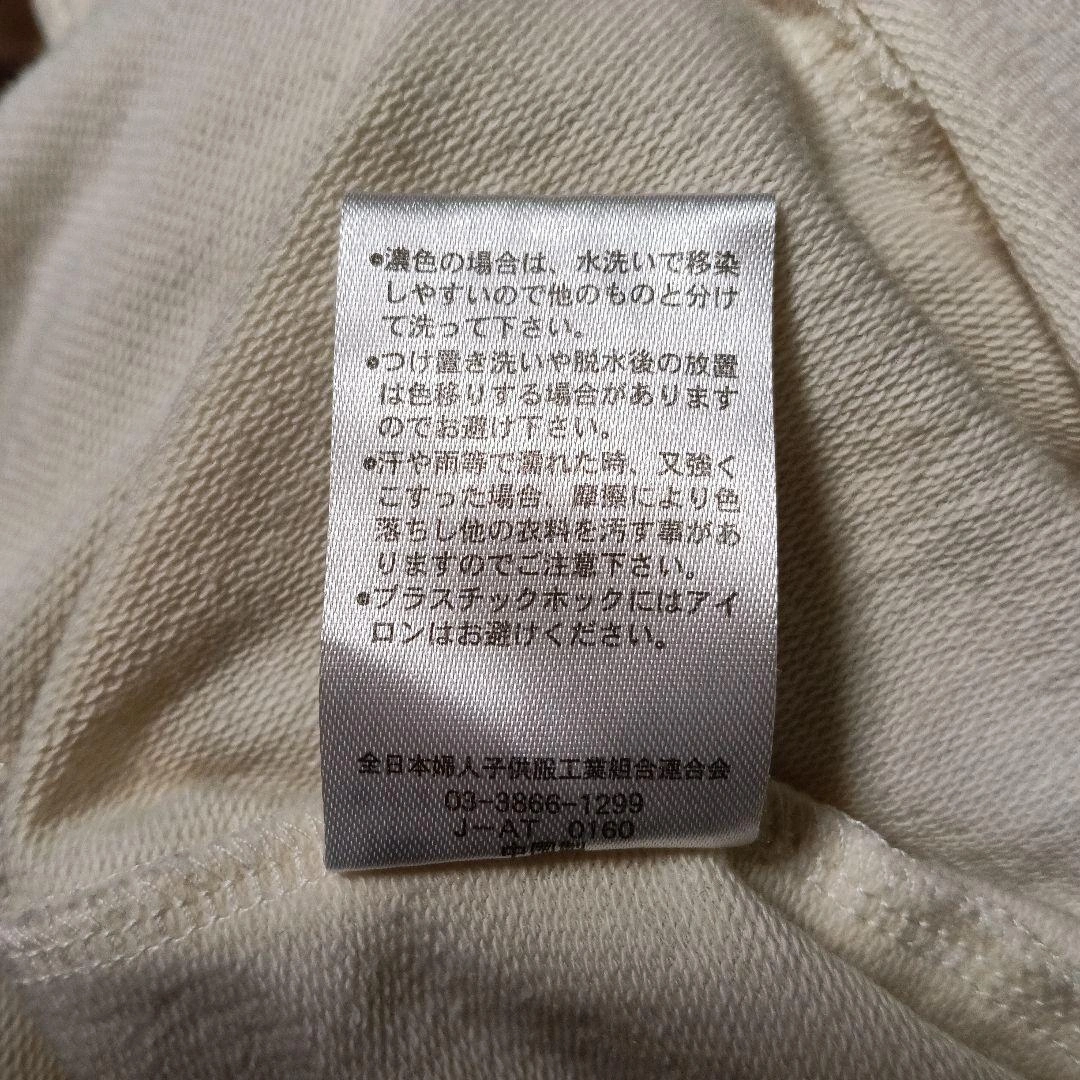 ●濃色の場合は、水洗いで移染
しやすいので他のものと分け
て洗って下さい。
●つけ置き洗いや脱水後の放置
は色移りする場合があります
のでお避け下さい。
●汗や雨等で濡れた時、又強く
こすった場合、摩擦により色
落ちし他の衣料を汚す事があ
りますのでご注意下さい。
●プラスチックホックにはアイ
ロンはお避けください。
全日本婦人子供服工業組合連合会
03-3866-1299
J-AT 0160